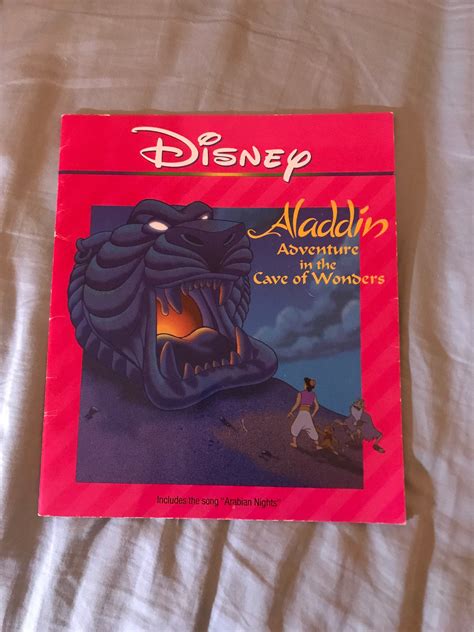 Disney
Aladdin
Adventure
in the
Cave of Wonders
Includes the song "Arabian Nights"